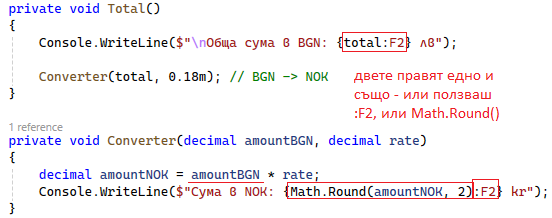 private void Total()
{
Console.WriteLine($"\nОбща сума в BGN: {total:F2} лв");
Converter(total, 0.18m); // BGN -> NOK
}
двете правят едно и
също - или ползваш
:F2, или Math.Round()
1 reference
private void Converter(decimal amountBGN, decimal rate)
{
decimal amountNOK = amountBGN * rate;
Console.WriteLine($"Сума в NOK: {Math.Round(amountNOK, 2):F2} kr");
}